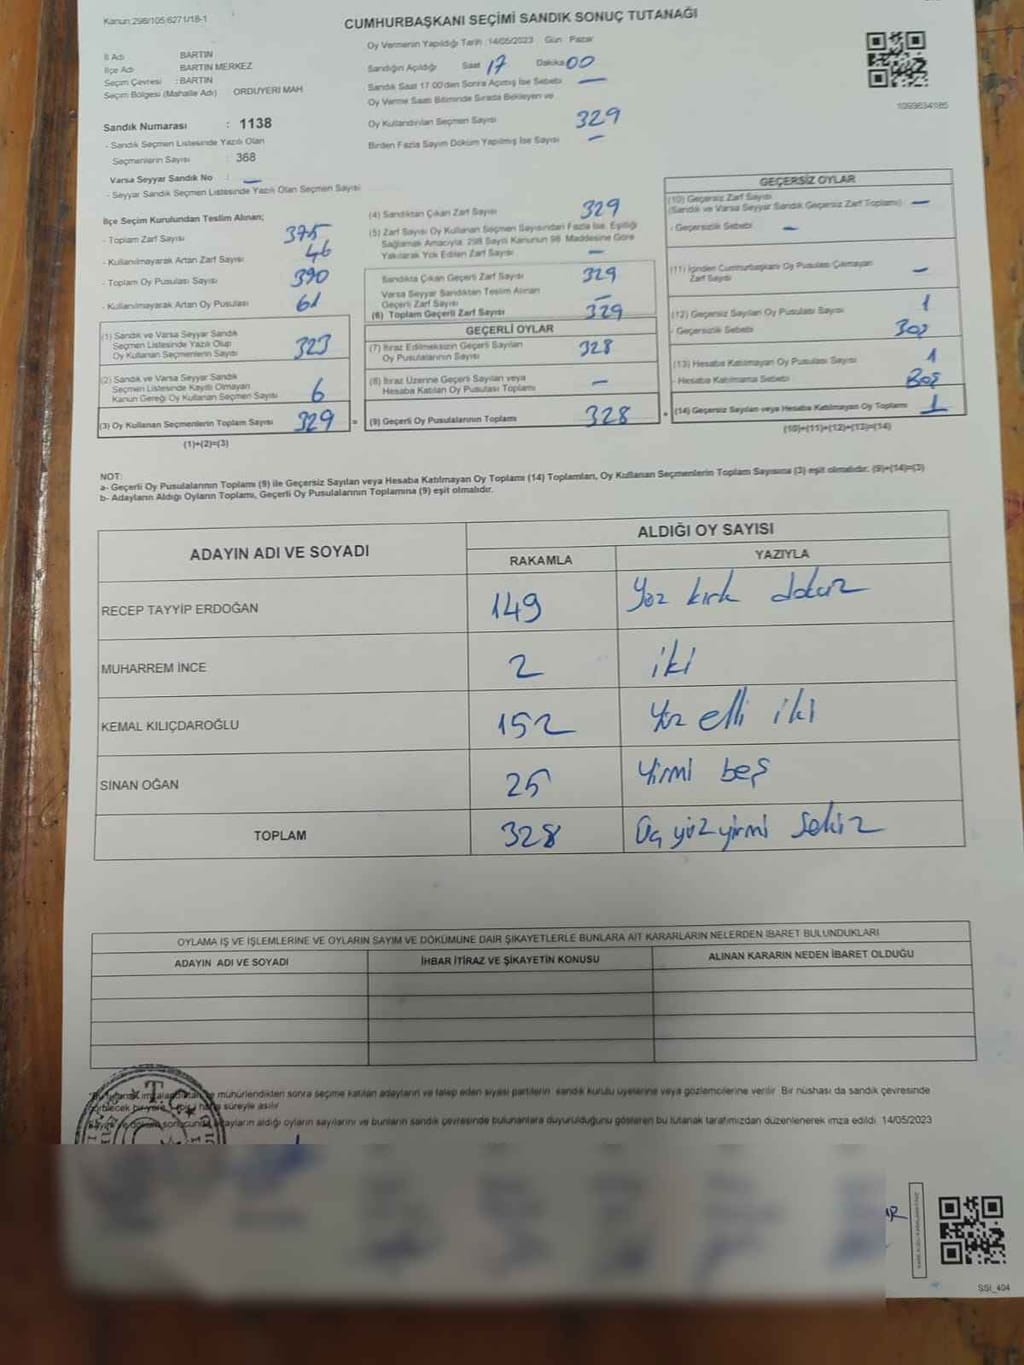 Kanun:298/105 6271/18-1
CUMHURBAŞKANI SEÇİMİ SANDIK SONUÇ TUTANAĞI
İl Adı BARTIN
İlçe Adı BARTIN MERKEZ
Seçim Çevresi : BARTIN
Seçim Bölgesi (Mahalle Adı) ORDUYERI MAH
Sandık Numarası : 1138
- Sandık Seçmen Listesinde Yazılı Olan
Seçmenlerin Sayısı : 368
Varsa Seyyar Sandık No : —
- Seyyar Sandık Seçmen Listesinde Yazılı Olan Seçmen Sayısı
Oy Vermenin Yapıldığı Tarih : 14/05/2023 Gün : Pazar
Sandığın Açıldığı Saat 17 Dakika 00
Sandık Saat 17:00'den Sonra Açılmış İse Sebebi —
Oy Verme Saati Bitiminde Sırada Bekleyen ve
Oy Kullandırılan Seçmen Sayısı 329
Birden Fazla Sayım Döküm Yapılmış İse Sayısı —
1099634185
İlçe Seçim Kurulundan Teslim Alınan;
- Toplam Zarf Sayısı 375
- Kullanılmayarak Artan Zarf Sayısı 46
- Toplam Oy Pusulası Sayısı 390
- Kullanılmayarak Artan Oy Pusulası 61
(1) Sandık ve Varsa Seyyar Sandık
Seçmen Listesinde Yazılı Olup
Oy Kullanan Seçmenlerin Sayısı 323
(2) Sandık ve Varsa Seyyar Sandık
Seçmen Listesinde Kayıtlı Olmayan
Kanun Gereği Oy Kullanan Seçmen Sayısı 6
(3) Oy Kullanan Seçmenlerin Toplam Sayısı 329 =
(1)+(2)=(3)
(4) Sandıktan Çıkan Zarf Sayısı 329
(5) Zarf Sayısı Oy Kullanan Seçmen Sayısından Fazla İse, Eşitliği
Sağlamak Amacıyla, 298 Sayılı Kanunun 98. Maddesine Göre
Yakılarak Yok Edilen Zarf Sayısı —
Sandıkta Çıkan Geçerli Zarf Sayısı 329
Varsa Seyyar Sandıktan Teslim Alınan
Geçerli Zarf Sayısı —
(6) Toplam Geçerli Zarf Sayısı 329
GEÇERLİ OYLAR
(7) İtiraz Edilmeksizin Geçerli Sayılan
Oy Pusulalarının Sayısı 328
(8) İtiraz Üzerine Geçerli Sayılan veya
Hesaba Katılan Oy Pusulası Toplamı —
(9) Geçerli Oy Pusulalarının Toplamı 328 +
GEÇERSİZ OYLAR
(10) Geçersiz Zarf Sayısı
(Sandık ve Varsa Seyyar Sandık Geçersiz Zarf Toplamı) —
- Geçersizlik Sebebi —
(11) İçinden Cumhurbaşkanı Oy Pusulası Çıkmayan
Zarf Sayısı —
(12) Geçersiz Sayılan Oy Pusulası Sayısı 1
- Geçersizlik Sebebi Boş
(13) Hesaba Katılmayan Oy Pusulası Sayısı 1
- Hesaba Katılmama Sebebi Boş
(14) Geçersiz Sayılan veya Hesaba Katılmayan Oy Toplamı 1
(10)+(11)+(12)+(13)=(14)
NOT:
a- Geçerli Oy Pusulalarının Toplamı (9) ile Geçersiz Sayılan veya Hesaba Katılmayan Oy Toplamı (14) Toplamları, Oy Kullanan Seçmenlerin Toplam Sayısına (3) eşit olmalıdır. (9)+(14)=(3)
b- Adayların Aldığı Oyların Toplamı, Geçerli Oy Pusulalarının Toplamına (9) eşit olmalıdır.
ADAYIN ADI VE SOYADI
ALDIĞI OY SAYISI
RAKAMLA YAZIYLA
RECEP TAYYİP ERDOĞAN 149 Yüz kırk dokuz
MUHARREM İNCE 2 iki
KEMAL KILIÇDAROĞLU 152 Yüz elli iki
SİNAN OĞAN 25 Yirmi beş
TOPLAM 328 Üç yüz yirmi sekiz
OYLAMA İŞ VE İŞLEMLERİNE VE OYLARIN SAYIM VE DÖKÜMÜNE DAİR ŞİKAYETLERLE BUNLARA AİT KARARLARIN NELERDEN İBARET BULUNDUKLARI
ADAYIN ADI VE SOYADI İHBAR İTİRAZ VE ŞİKAYETİN KONUSU ALINAN KARARIN NEDEN İBARET OLDUĞU
mühürlendikten sonra seçime katılan adayların ve talep eden siyasi partilerin sandık kurulu üyelerine veya gözlemcilerine verilir. Bir nüshası da sandık çevresinde
süreyle asılır.
adayların aldığı oyların sayılarını ve bunların sandık çevresinde bulunanlara duyurulduğunu gösteren bu tutanak tarafımızdan düzenlenerek imza edildi. 14/05/2023
T.C.
SSI_404